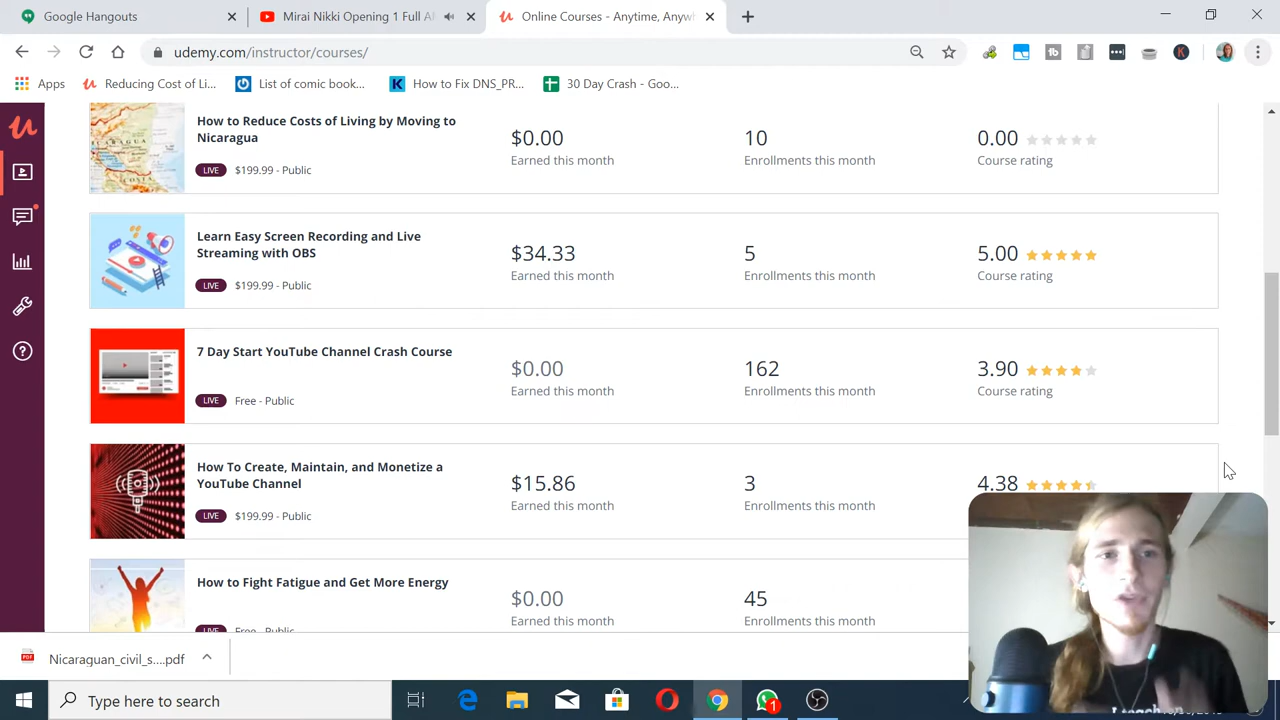 Google Hangouts
Mirai Nikki Opening 1 Full A
Online Courses - Anytime, Anywh
udemy.com/instructor/courses/
Apps
Reducing Cost of Li...
List of comic book...
How to Fix DNS_PR...
30 Day Crash - Goo...
How to Reduce Costs of Living by Moving to
Nicaragua
LIVE $199.99 - Public
$0.00
Earned this month
10
Enrollments this month
0.00
Course rating
Learn Easy Screen Recording and Live
Streaming with OBS
LIVE $199.99 - Public
$34.33
Earned this month
5
Enrollments this month
5.00
Course rating
7 Day Start YouTube Channel Crash Course
LIVE Free - Public
$0.00
Earned this month
162
Enrollments this month
3.90
Course rating
How To Create, Maintain, and Monetize a
YouTube Channel
LIVE $199.99 - Public
$15.86
Earned this month
3
Enrollments this month
4.38
How to Fight Fatigue and Get More Energy
LIVE Free - Public
$0.00
Earned this month
45
Enrollments this month
Nicaraguan_civil_s....pdf
Type here to search
1
I teach